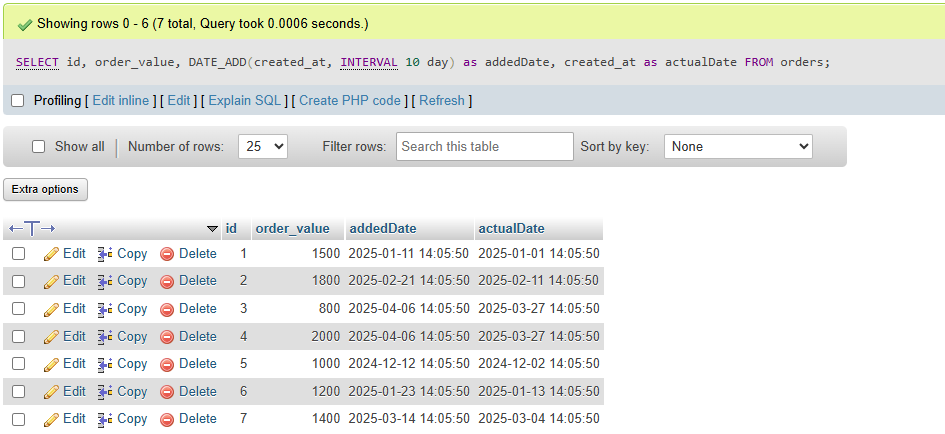 Showing rows 0 - 6 (7 total, Query took 0.0006 seconds.)
SELECT id, order_value, DATE_ADD(created_at, INTERVAL 10 day) as addedDate, created_at as actualDate FROM orders;
Profiling [ Edit inline ] [ Edit ] [ Explain SQL ] [ Create PHP code ] [ Refresh ]
Show all Number of rows: 25 Filter rows: Search this table Sort by key: None
Extra options
id order_value addedDate actualDate
Edit Copy Delete 1 1500 2025-01-11 14:05:50 2025-01-01 14:05:50
Edit Copy Delete 2 1800 2025-02-21 14:05:50 2025-02-11 14:05:50
Edit Copy Delete 3 800 2025-04-06 14:05:50 2025-03-27 14:05:50
Edit Copy Delete 4 2000 2025-04-06 14:05:50 2025-03-27 14:05:50
Edit Copy Delete 5 1000 2024-12-12 14:05:50 2024-12-02 14:05:50
Edit Copy Delete 6 1200 2025-01-23 14:05:50 2025-01-13 14:05:50
Edit Copy Delete 7 1400 2025-03-14 14:05:50 2025-03-04 14:05:50